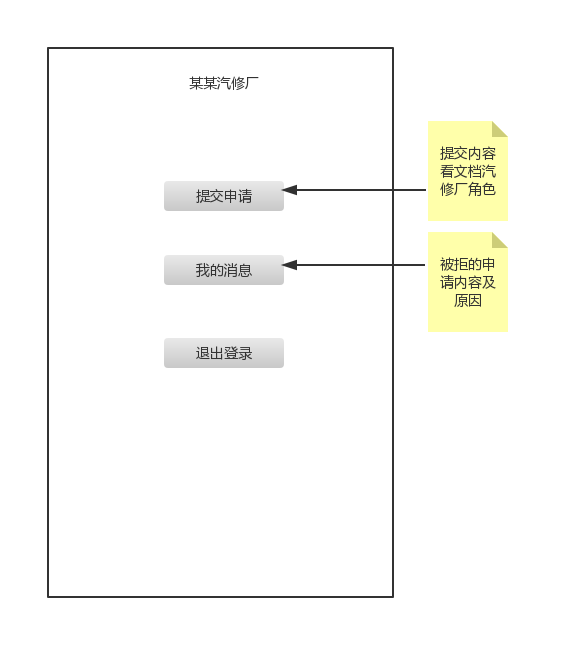 某某汽修厂
提交申请
我的消息
退出登录
提交内容
看文档汽
修厂角色
被拒的申
请内容及
原因